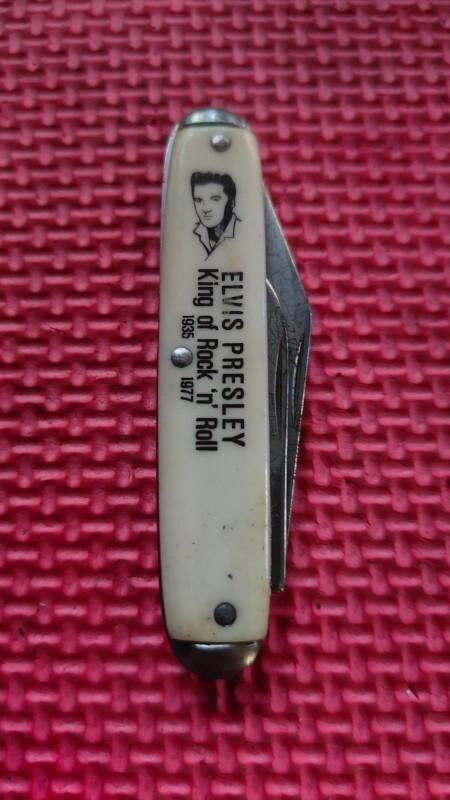 ELVIS PRESLEY
King of Rock 'n' Roll
1935 1977